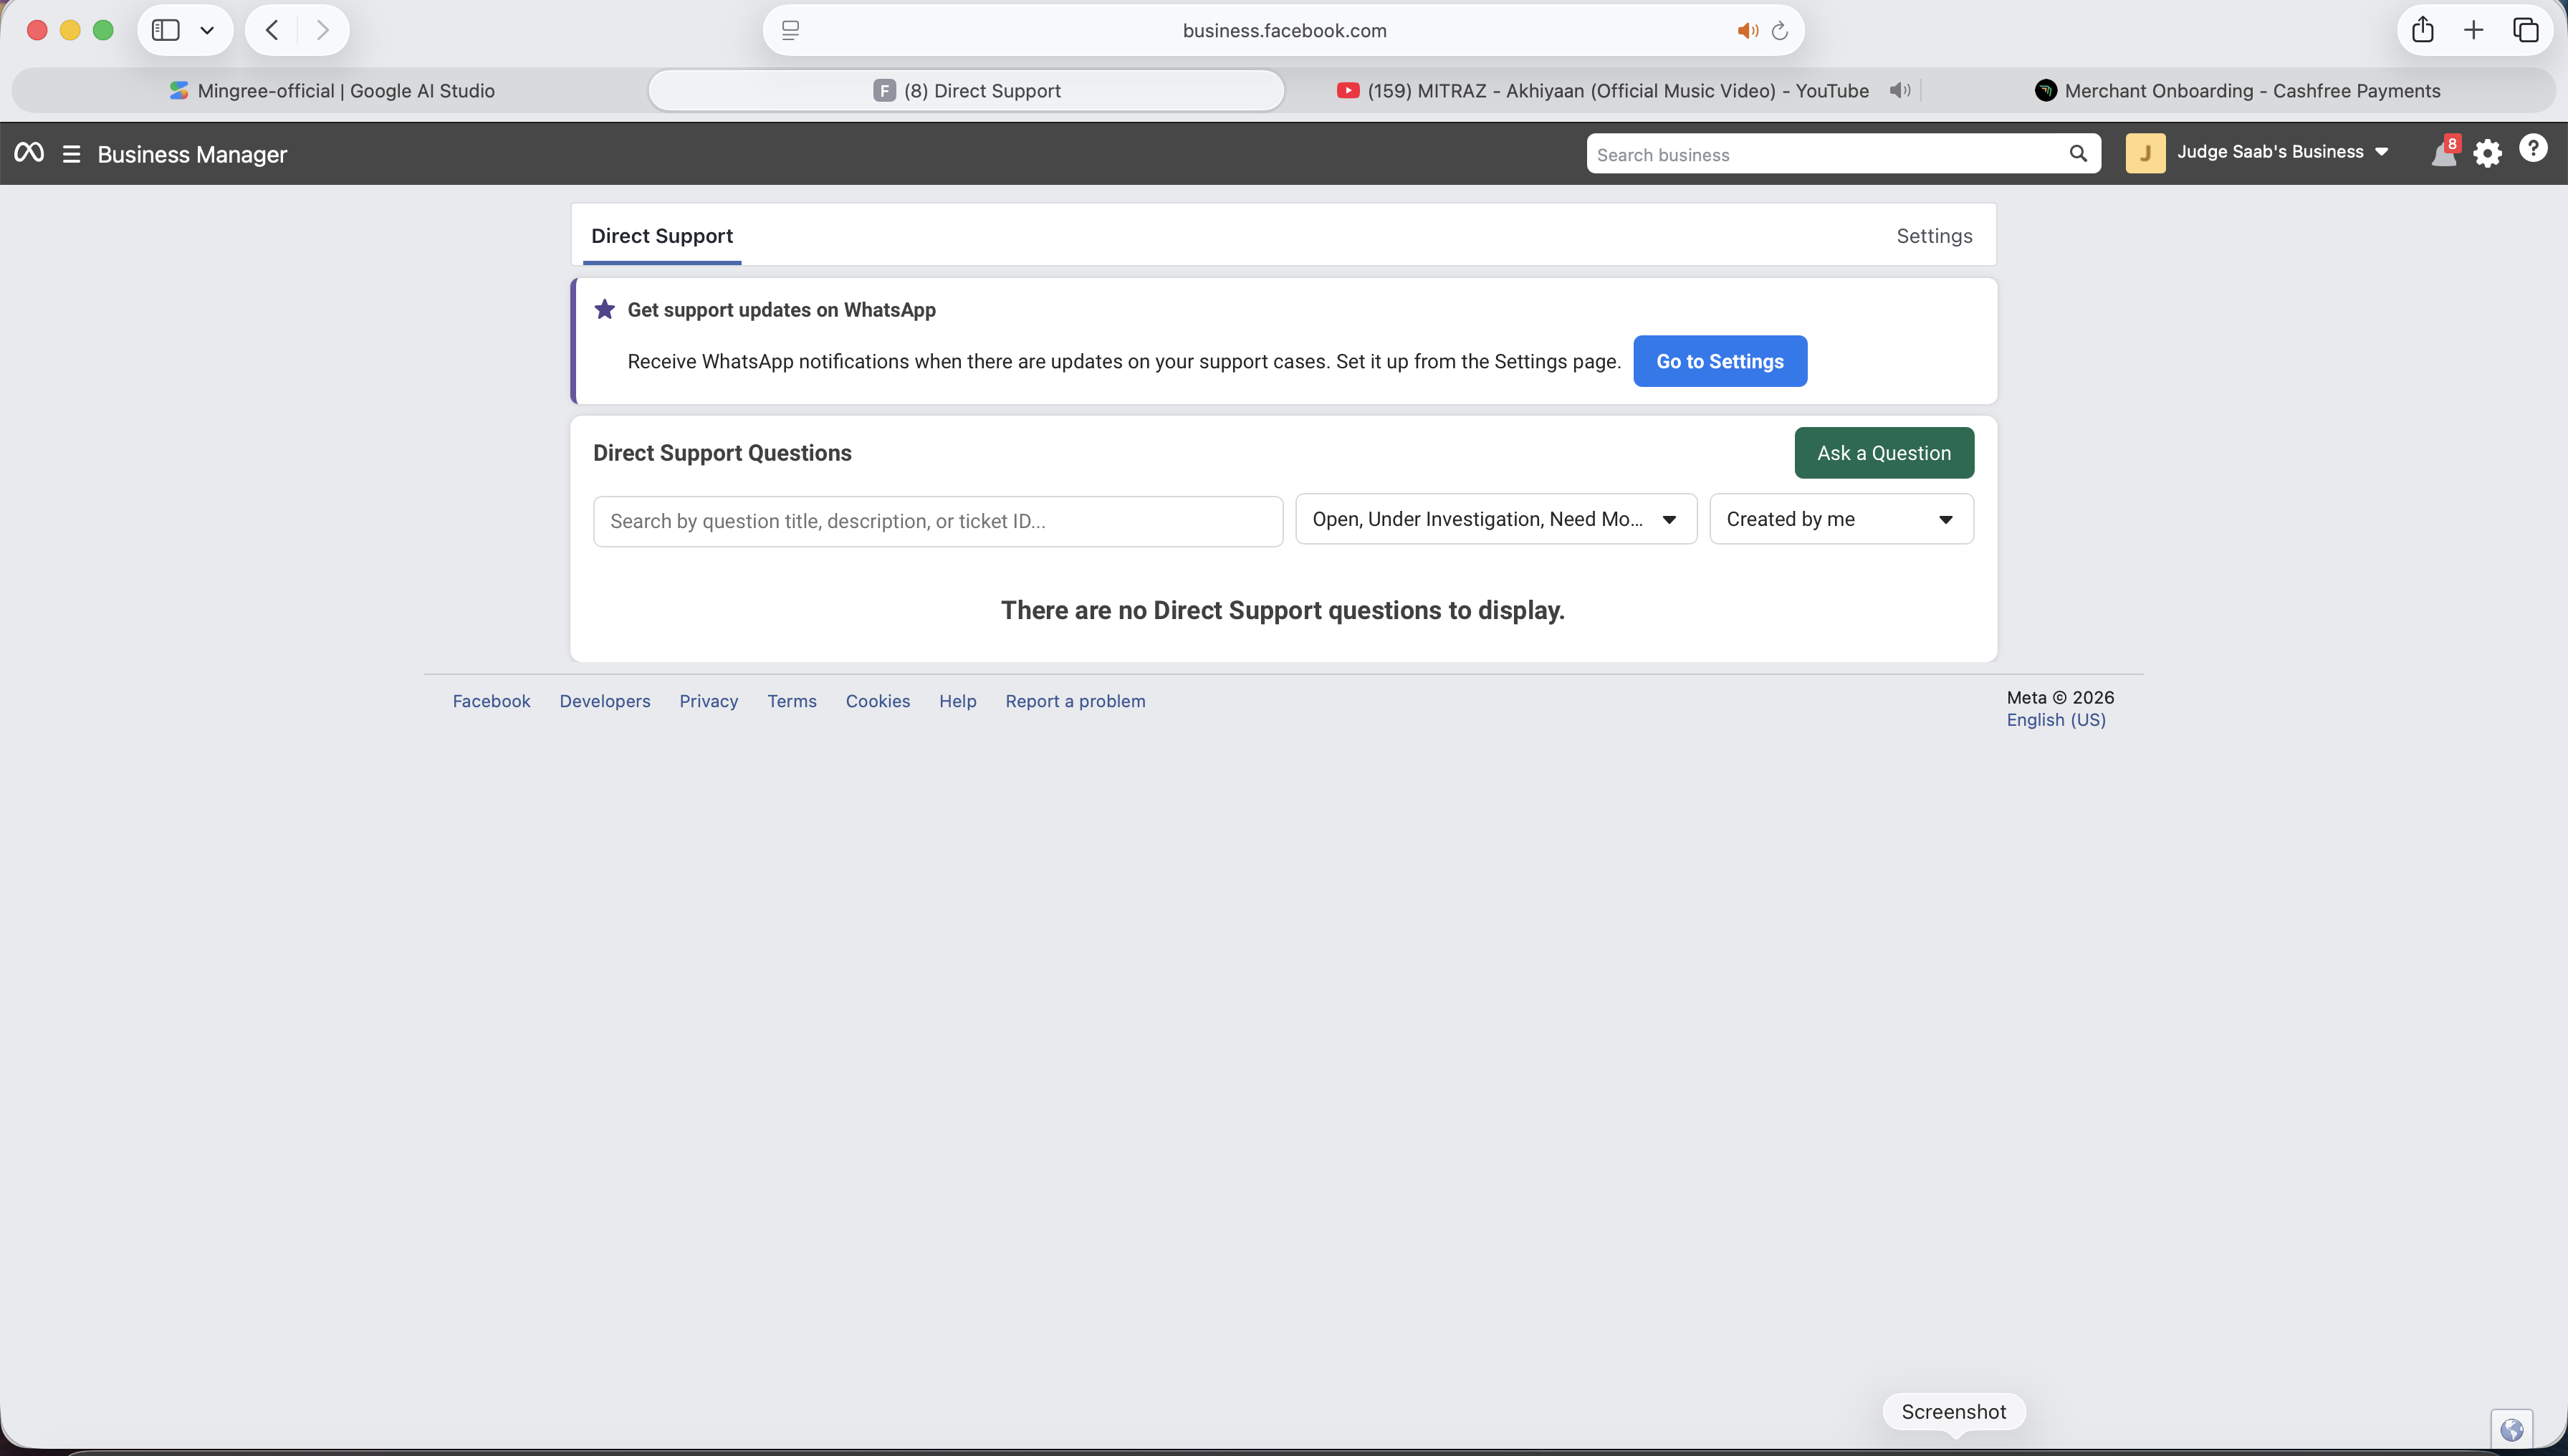 business.facebook.com
Mingree-official | Google AI Studio
F
(8) Direct Support
(159) MITRAZ - Akhiyaan (Official Music Video) - YouTube
Merchant Onboarding - Cashfree Payments
Business Manager
Search business
J
Judge Saab's Business
8
?
Direct Support
Settings
Get support updates on WhatsApp
Receive WhatsApp notifications when there are updates on your support cases. Set it up from the Settings page.
Go to Settings
Direct Support Questions
Ask a Question
Search by question title, description, or ticket ID...
Open, Under Investigation, Need Mo...
Created by me
There are no Direct Support questions to display.
Facebook
Developers
Privacy
Terms
Cookies
Help
Report a problem
Meta © 2026
English (US)
Screenshot